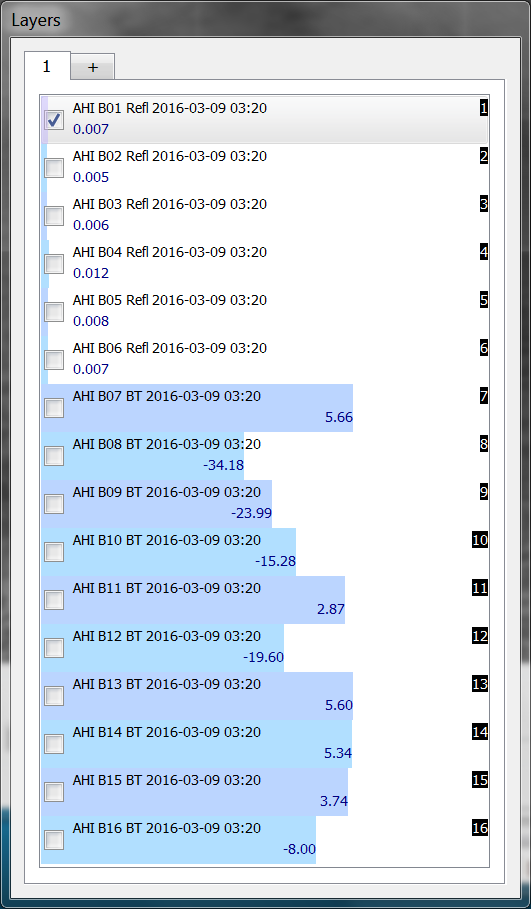 Layers
1 +
AHI B01 Refl 2016-03-09 03:20 1
0.007
AHI B02 Refl 2016-03-09 03:20 2
0.005
AHI B03 Refl 2016-03-09 03:20 3
0.006
AHI B04 Refl 2016-03-09 03:20 4
0.012
AHI B05 Refl 2016-03-09 03:20 5
0.008
AHI B06 Refl 2016-03-09 03:20 6
0.007
AHI B07 BT 2016-03-09 03:20 7
5.66
AHI B08 BT 2016-03-09 03:20 8
-34.18
AHI B09 BT 2016-03-09 03:20 9
-23.99
AHI B10 BT 2016-03-09 03:20 10
-15.28
AHI B11 BT 2016-03-09 03:20 11
2.87
AHI B12 BT 2016-03-09 03:20 12
-19.60
AHI B13 BT 2016-03-09 03:20 13
5.60
AHI B14 BT 2016-03-09 03:20 14
5.34
AHI B15 BT 2016-03-09 03:20 15
3.74
AHI B16 BT 2016-03-09 03:20 16
-8.00